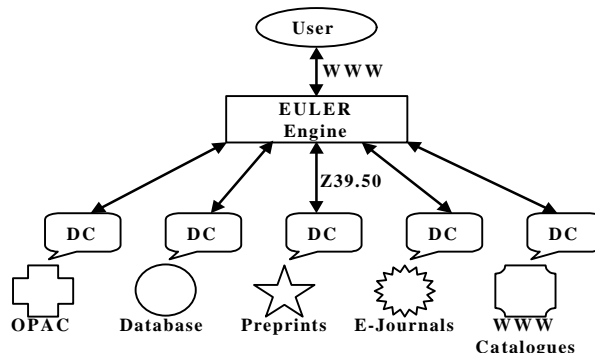 User
WWW
EULER
Engine
Z39.50
DC DC DC DC DC
OPAC Database Preprints E-Journals WWW
Catalogues